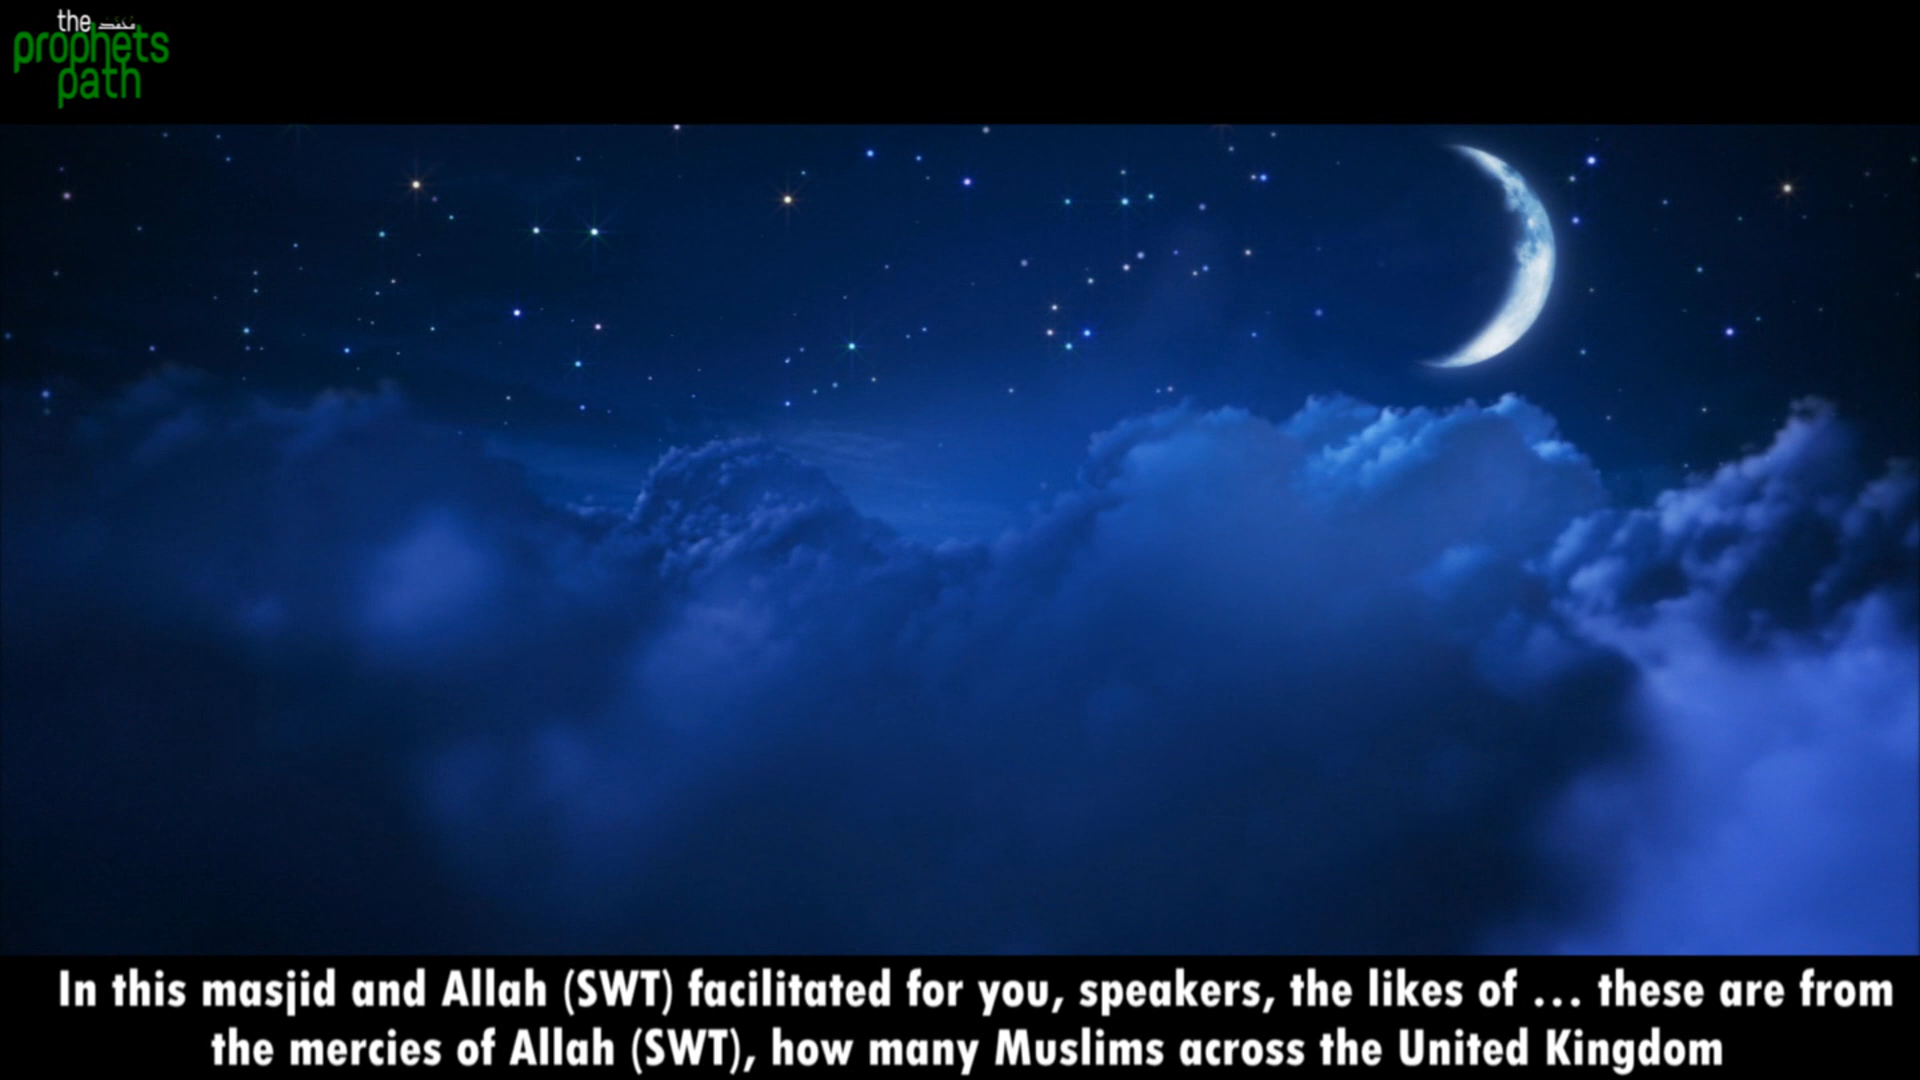 the محمد
prophets
path
In this masjid and Allah (SWT) facilitated for you, speakers, the likes of ... these are from
the mercies of Allah (SWT), how many Muslims across the United Kingdom